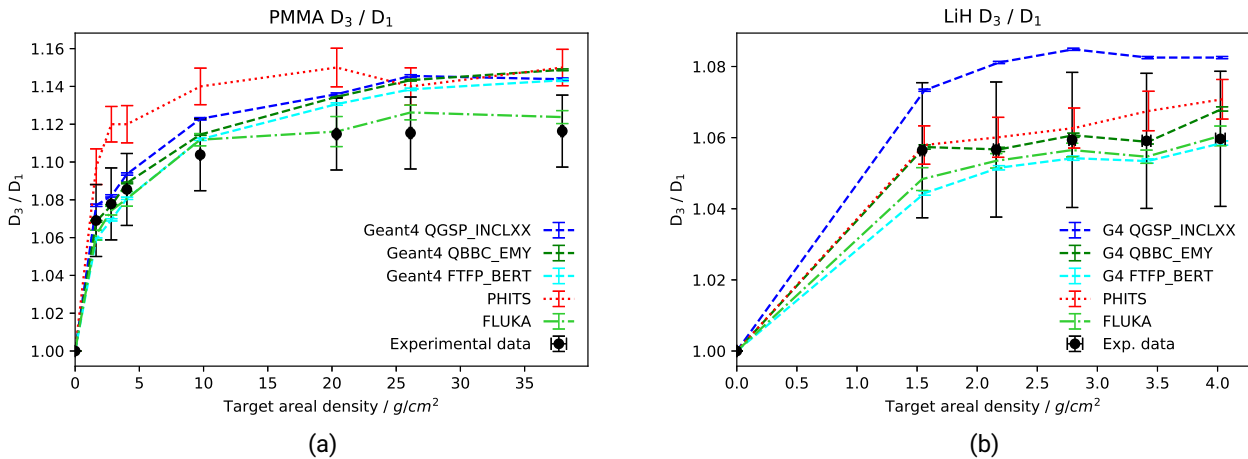 PMMA D₃ / D₁
D₃ / D₁
1.16
1.14
1.12
1.10
1.08
1.06
1.04
1.02
1.00
Geant4 QGSP_INCLXX
Geant4 QBBC_EMY
Geant4 FTFP_BERT
PHITS
FLUKA
Experimental data
0 5 10 15 20 25 30 35
Target areal density / g/cm²
(a)
LiH D₃ / D₁
D₃ / D₁
1.08
1.06
1.04
1.02
1.00
G4 QGSP_INCLXX
G4 QBBC_EMY
G4 FTFP_BERT
PHITS
FLUKA
Exp. data
0.0 0.5 1.0 1.5 2.0 2.5 3.0 3.5 4.0
Target areal density / g/cm²
(b)